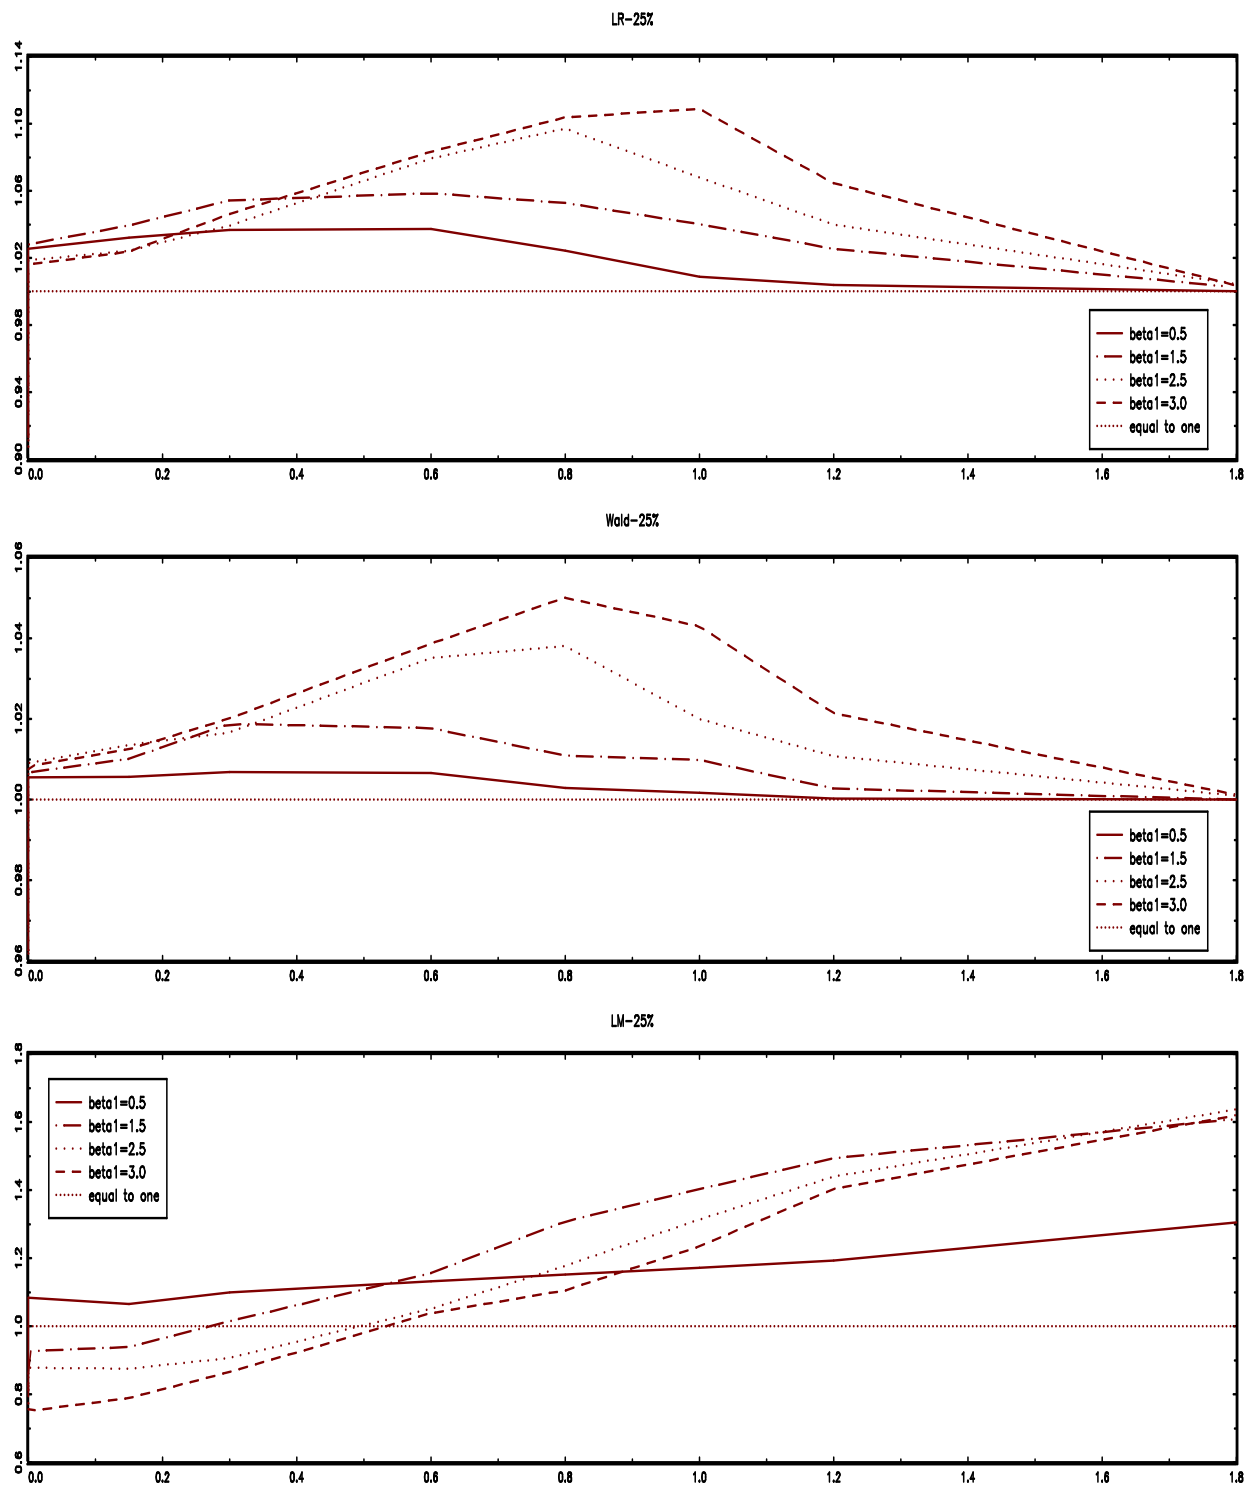 LR-25%
1.14
1.10
1.06
1.02
0.98
0.94
0.90
beta1=0.5
beta1=1.5
beta1=2.5
beta1=3.0
equal to one
0.0 0.2 0.4 0.6 0.8 1.0 1.2 1.4 1.6 1.8
Wald-25%
1.06
1.04
1.02
1.00
0.98
0.96
beta1=0.5
beta1=1.5
beta1=2.5
beta1=3.0
equal to one
0.0 0.2 0.4 0.6 0.8 1.0 1.2 1.4 1.6 1.8
LM-25%
1.8
1.6
1.4
1.2
1.0
0.8
0.6
beta1=0.5
beta1=1.5
beta1=2.5
beta1=3.0
equal to one
0.0 0.2 0.4 0.6 0.8 1.0 1.2 1.4 1.6 1.8